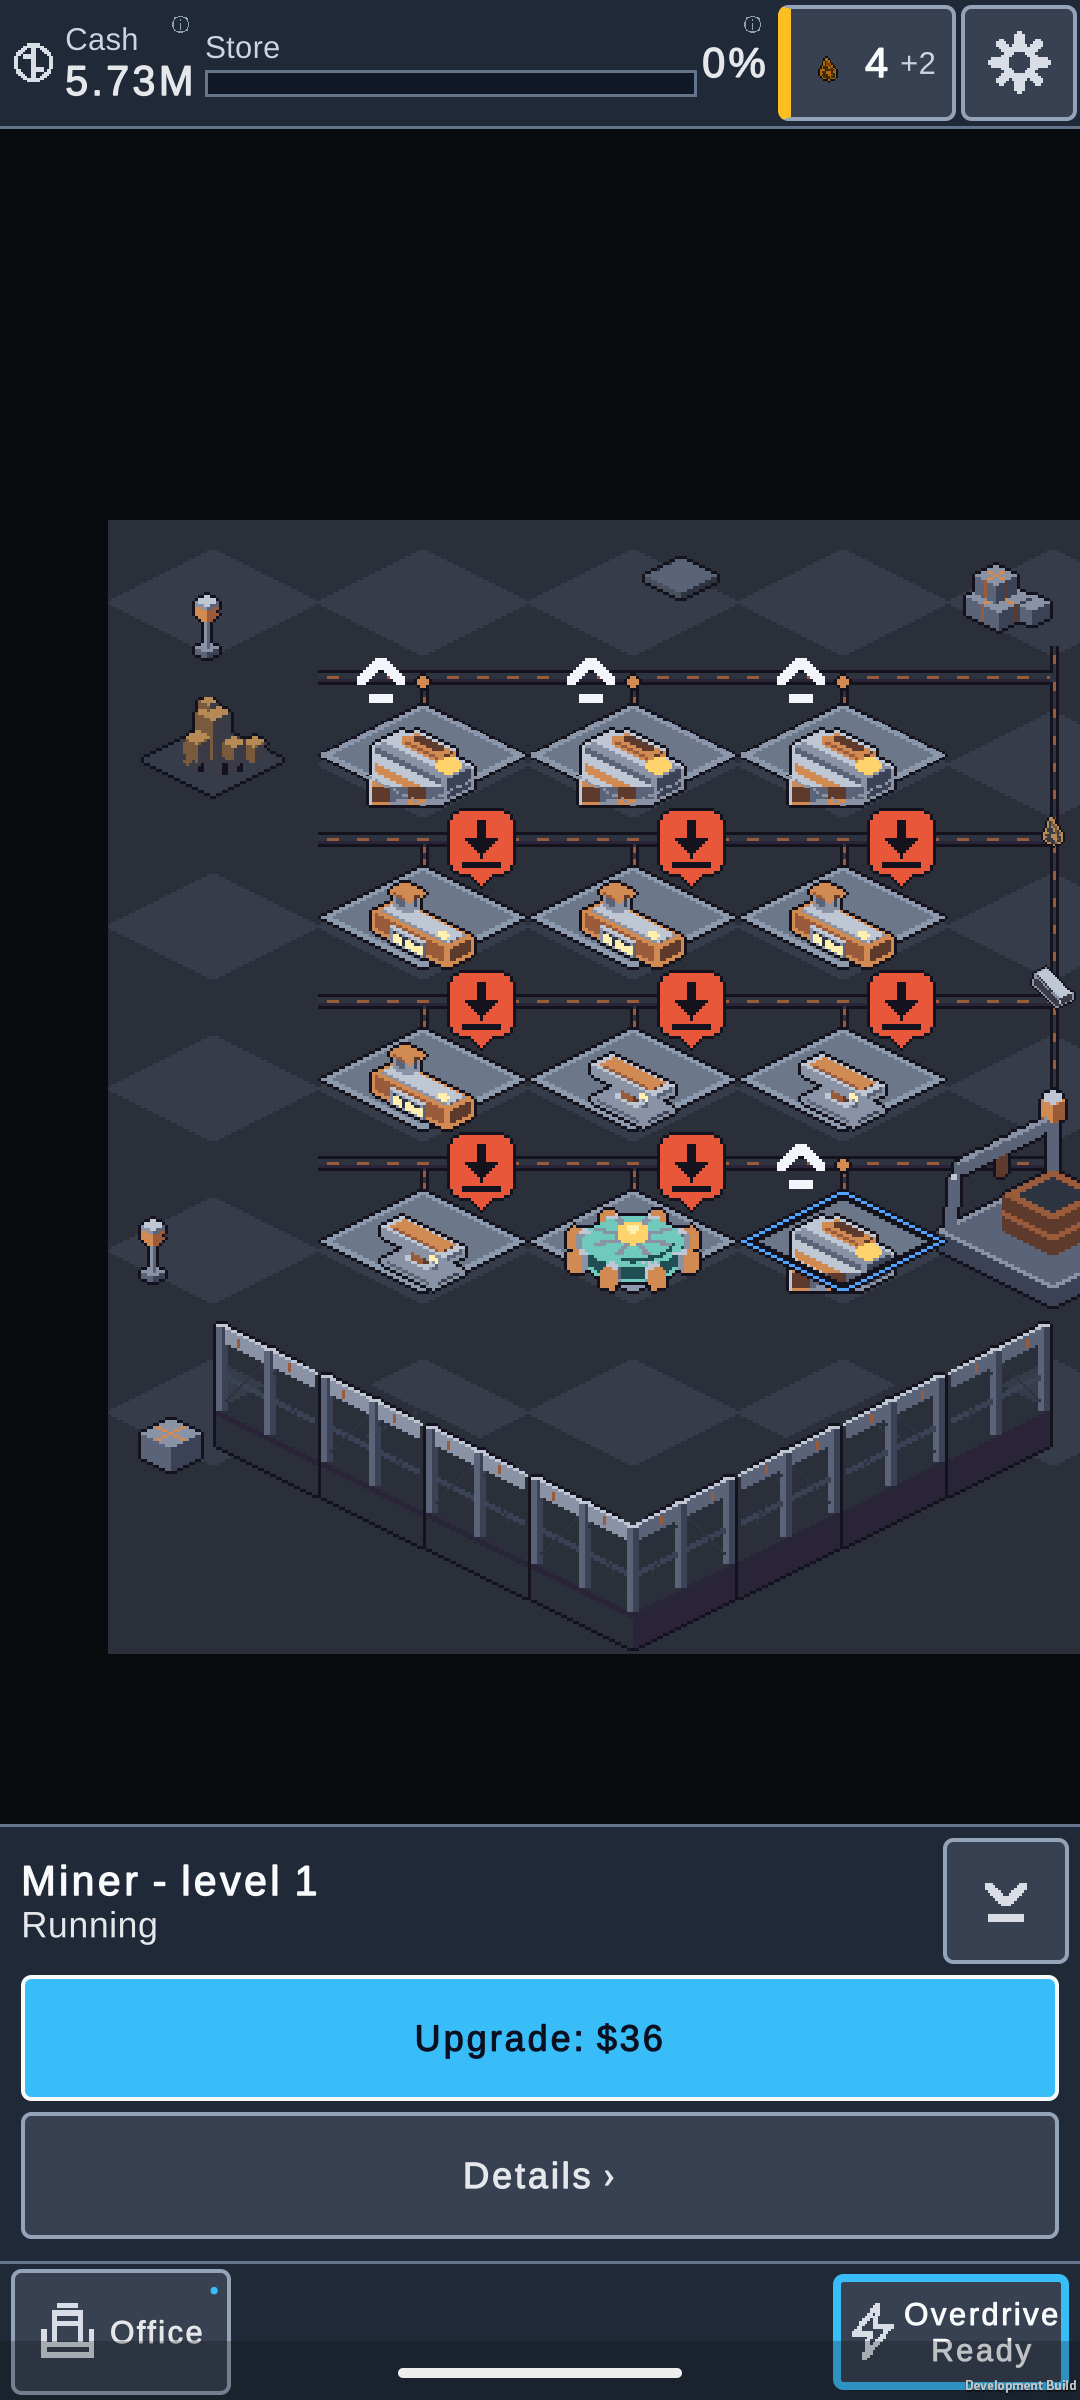 Cash
5.73M
Store
0%
4 +2
Miner - level 1
Running
Upgrade: $36
Details ›
Office
Overdrive
Ready
Development Build